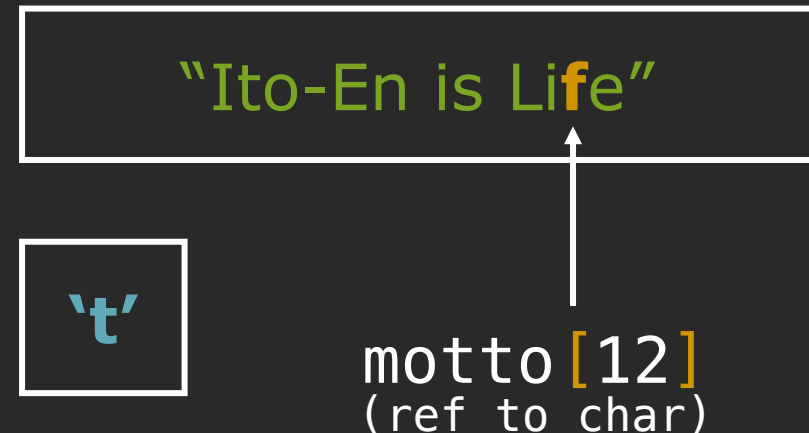 “Ito-En is Life”
‘t’
motto[12]
(ref to char)